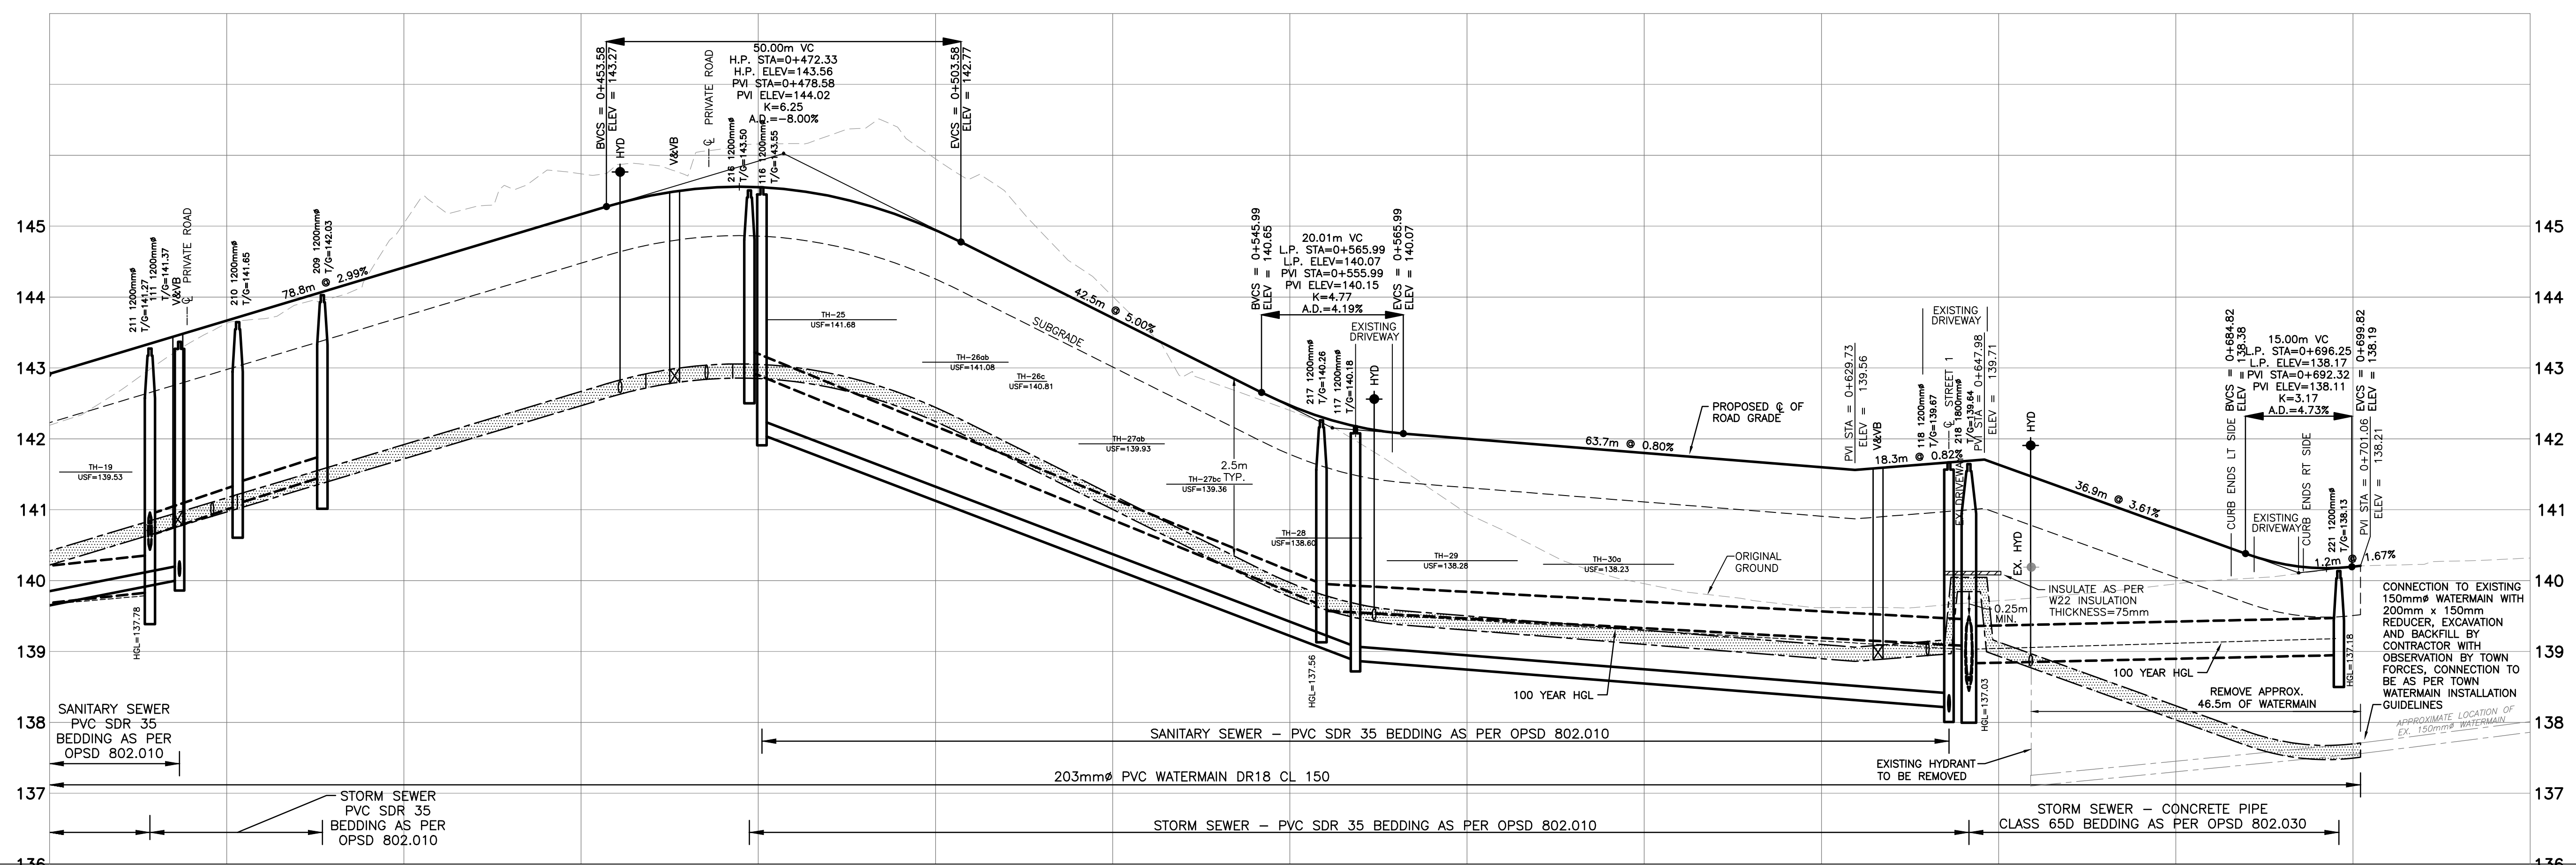 BVCS = 0+453.58
ELEV = 143.27
50.00m VC
H.P. STA=0+472.33
H.P. ELEV=143.56
PVI STA=0+478.58
PVI ELEV=144.02
K=6.25
A.D.=-8.00%
EVCS = 0+503.58
ELEV = 142.77
HYD
V&VB
℄ PRIVATE ROAD
216 1200mmø
T/G=143.50
116 1200mmø
T/G=143.55
145
144
143
142
141
140
139
138
137
136
145
144
143
142
141
140
139
138
137
136
211 1200mmø
T/G=141.27
111 1200mmø
T/G=141.37
V&VB
℄ PRIVATE ROAD
210 1200mmø
T/G=141.65
209 1200mmø
T/G=142.03
78.8m @ 2.99%
TH-19
USF=139.53
HGL=137.78
TH-25
USF=141.68
TH-26ab
USF=141.08
TH-26c
USF=140.81
SUBGRADE
42.5m @ 5.00%
TH-27ab
USF=139.93
2.5m
TYP.
TH-27bc
USF=139.36
BVCS = 0+545.99
ELEV = 140.65
20.01m VC
L.P. STA=0+565.99
L.P. ELEV=140.07
PVI STA=0+555.99
PVI ELEV=140.15
K=4.77
A.D.=4.19%
EVCS = 0+565.99
ELEV = 140.07
EXISTING
DRIVEWAY
217 1200mmø
T/G=140.26
117 1200mmø
T/G=140.18
HYD
TH-28
USF=138.60
TH-29
USF=138.28
TH-30a
USF=138.23
HGL=137.56
100 YEAR HGL
63.7m @ 0.80%
PROPOSED ℄ OF
ROAD GRADE
ORIGINAL
GROUND
PVI STA = 0+629.73
ELEV = 139.56
V&VB
18.3m @ 0.82%
EXISTING
DRIVEWAY
118 1200mmø
T/G=139.67
℄ STREET 1
EX. DRIVEWAY
218 1800mmø
T/G=139.64
PVI STA = 0+647.98
ELEV = 139.71
HYD
EX. HYD
INSULATE AS PER
W22 INSULATION
THICKNESS=75mm
0.25m
MIN.
HGL=137.03
36.9m @ 3.61%
CURB ENDS LT SIDE
BVCS = 0+684.82
ELEV = 138.38
15.00m VC
L.P. STA=0+696.25
L.P. ELEV=138.17
PVI STA=0+692.32
PVI ELEV=138.11
K=3.17
A.D.=4.73%
EVCS = 0+699.82
ELEV = 138.19
EXISTING
DRIVEWAY
CURB ENDS RT SIDE
221 1200mmø
T/G=138.13
PVI STA = 0+701.06
ELEV = 138.21
1.2m @ 1.67%
100 YEAR HGL
HGL=137.18
REMOVE APPROX.
46.5m OF WATERMAIN
CONNECTION TO EXISTING
150mmø WATERMAIN WITH
200mm x 150mm
REDUCER, EXCAVATION
AND BACKFILL BY
CONTRACTOR WITH
OBSERVATION BY TOWN
FORCES, CONNECTION TO
BE AS PER TOWN
WATERMAIN INSTALLATION
GUIDELINES
APPROXIMATE LOCATION OF
EX. 150mmø WATERMAIN
EXISTING HYDRANT
TO BE REMOVED
SANITARY SEWER
PVC SDR 35
BEDDING AS PER
OPSD 802.010
SANITARY SEWER - PVC SDR 35 BEDDING AS PER OPSD 802.010
203mmø PVC WATERMAIN DR18 CL 150
STORM SEWER
PVC SDR 35
BEDDING AS PER
OPSD 802.010
STORM SEWER - PVC SDR 35 BEDDING AS PER OPSD 802.010
STORM SEWER - CONCRETE PIPE
CLASS 65D BEDDING AS PER OPSD 802.030